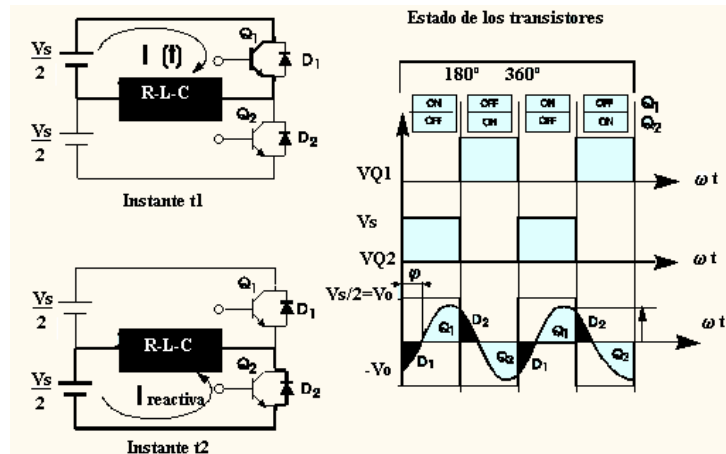 Vs
2
I (t)
Q1
D1
R-L-C
Vs
2
Q2
D2
Instante t1
Vs
2
Q1
D1
R-L-C
Vs
2
Q2
D2
I reactiva
Instante t2
Estado de los transistores
180º 360º
ON OFF ON OFF Q1
OFF ON OFF ON Q2
VQ1
ω t
Vs
VQ2
ω t
φ
Vs/2=Vo
Q1 D2 Q1 D2
ω t
D1 Q2 D1 Q2
-Vo